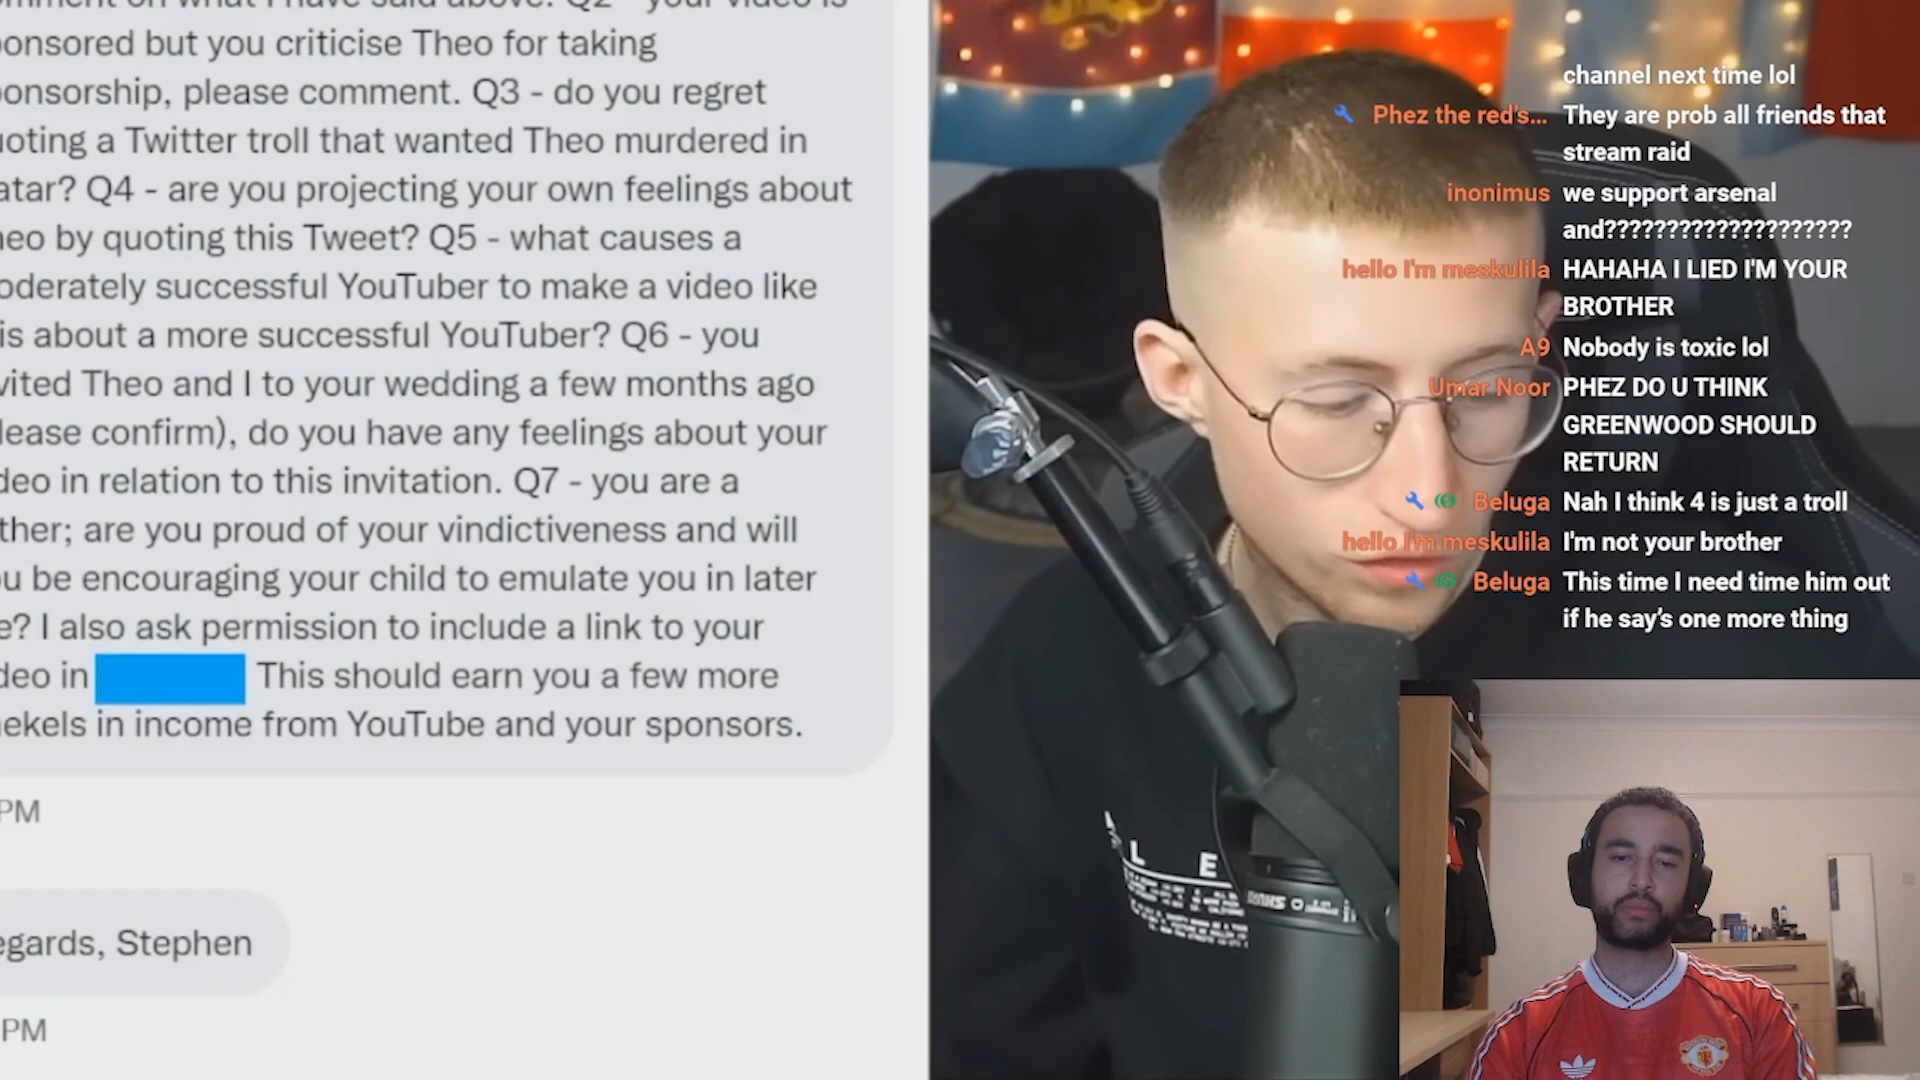 omment on what I have said above. Q2 - your video is
onsored but you criticise Theo for taking
onsorship, please comment. Q3 - do you regret
uoting a Twitter troll that wanted Theo murdered in
atar? Q4 - are you projecting your own feelings about
heo by quoting this Tweet? Q5 - what causes a
oderately successful YouTuber to make a video like
is about a more successful YouTuber? Q6 - you
vited Theo and I to your wedding a few months ago
lease confirm), do you have any feelings about your
deo in relation to this invitation. Q7 - you are a
ther; are you proud of your vindictiveness and will
ou be encouraging your child to emulate you in later
e? I also ask permission to include a link to your
deo in This should earn you a few more
nekels in income from YouTube and your sponsors.
PM
egards, Stephen
PM
channel next time lol
Phez the red's... They are prob all friends that
stream raid
inonimus we support arsenal
and????????????????????
hello I'm meskulila HAHAHA I LIED I'M YOUR
BROTHER
A9 Nobody is toxic lol
Umar Noor PHEZ DO U THINK
GREENWOOD SHOULD
RETURN
Beluga Nah I think 4 is just a troll
hello I'm meskulila I'm not your brother
Beluga This time I need time him out
if he say's one more thing
L E
SHURE